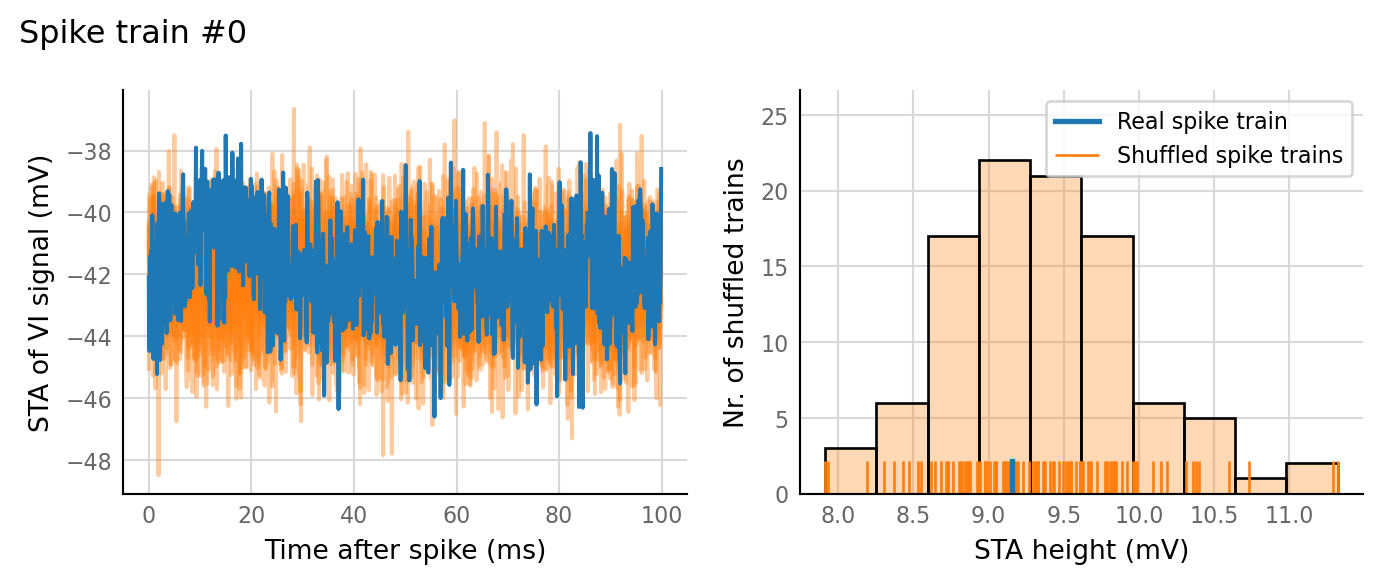 Spike train #0
STA of VI signal (mV)
−38
−40
−42
−44
−46
−48
0 20 40 60 80 100
Time after spike (ms)
Nr. of shuffled trains
25
20
15
10
5
0
8.0 8.5 9.0 9.5 10.0 10.5 11.0
STA height (mV)
Real spike train
Shuffled spike trains